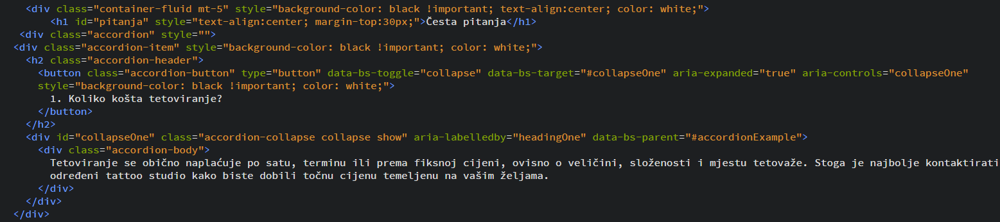 <div class="container-fluid mt-5" style="background-color: black !important; text-align:center; color: white;">
<h1 id="pitanja" style="text-align:center; margin-top:30px;">Česta pitanja</h1>
<div class="accordion" style="">
<div class="accordion-item" style="background-color: black !important; color: white;">
<h2 class="accordion-header">
<button class="accordion-button" type="button" data-bs-toggle="collapse" data-bs-target="#collapseOne" aria-expanded="true" aria-controls="collapseOne"
style="background-color: black !important; color: white;">
1. Koliko košta tetoviranje?
</button>
</h2>
<div id="collapseOne" class="accordion-collapse collapse show" aria-labelledby="headingOne" data-bs-parent="#accordionExample">
<div class="accordion-body">
Tetoviranje se obično naplaćuje po satu, terminu ili prema fiksnoj cijeni, ovisno o veličini, složenosti i mjestu tetovaže. Stoga je najbolje kontaktirati
određeni tattoo studio kako biste dobili točnu cijenu temeljenu na vašim željama.
</div>
</div>
</div>